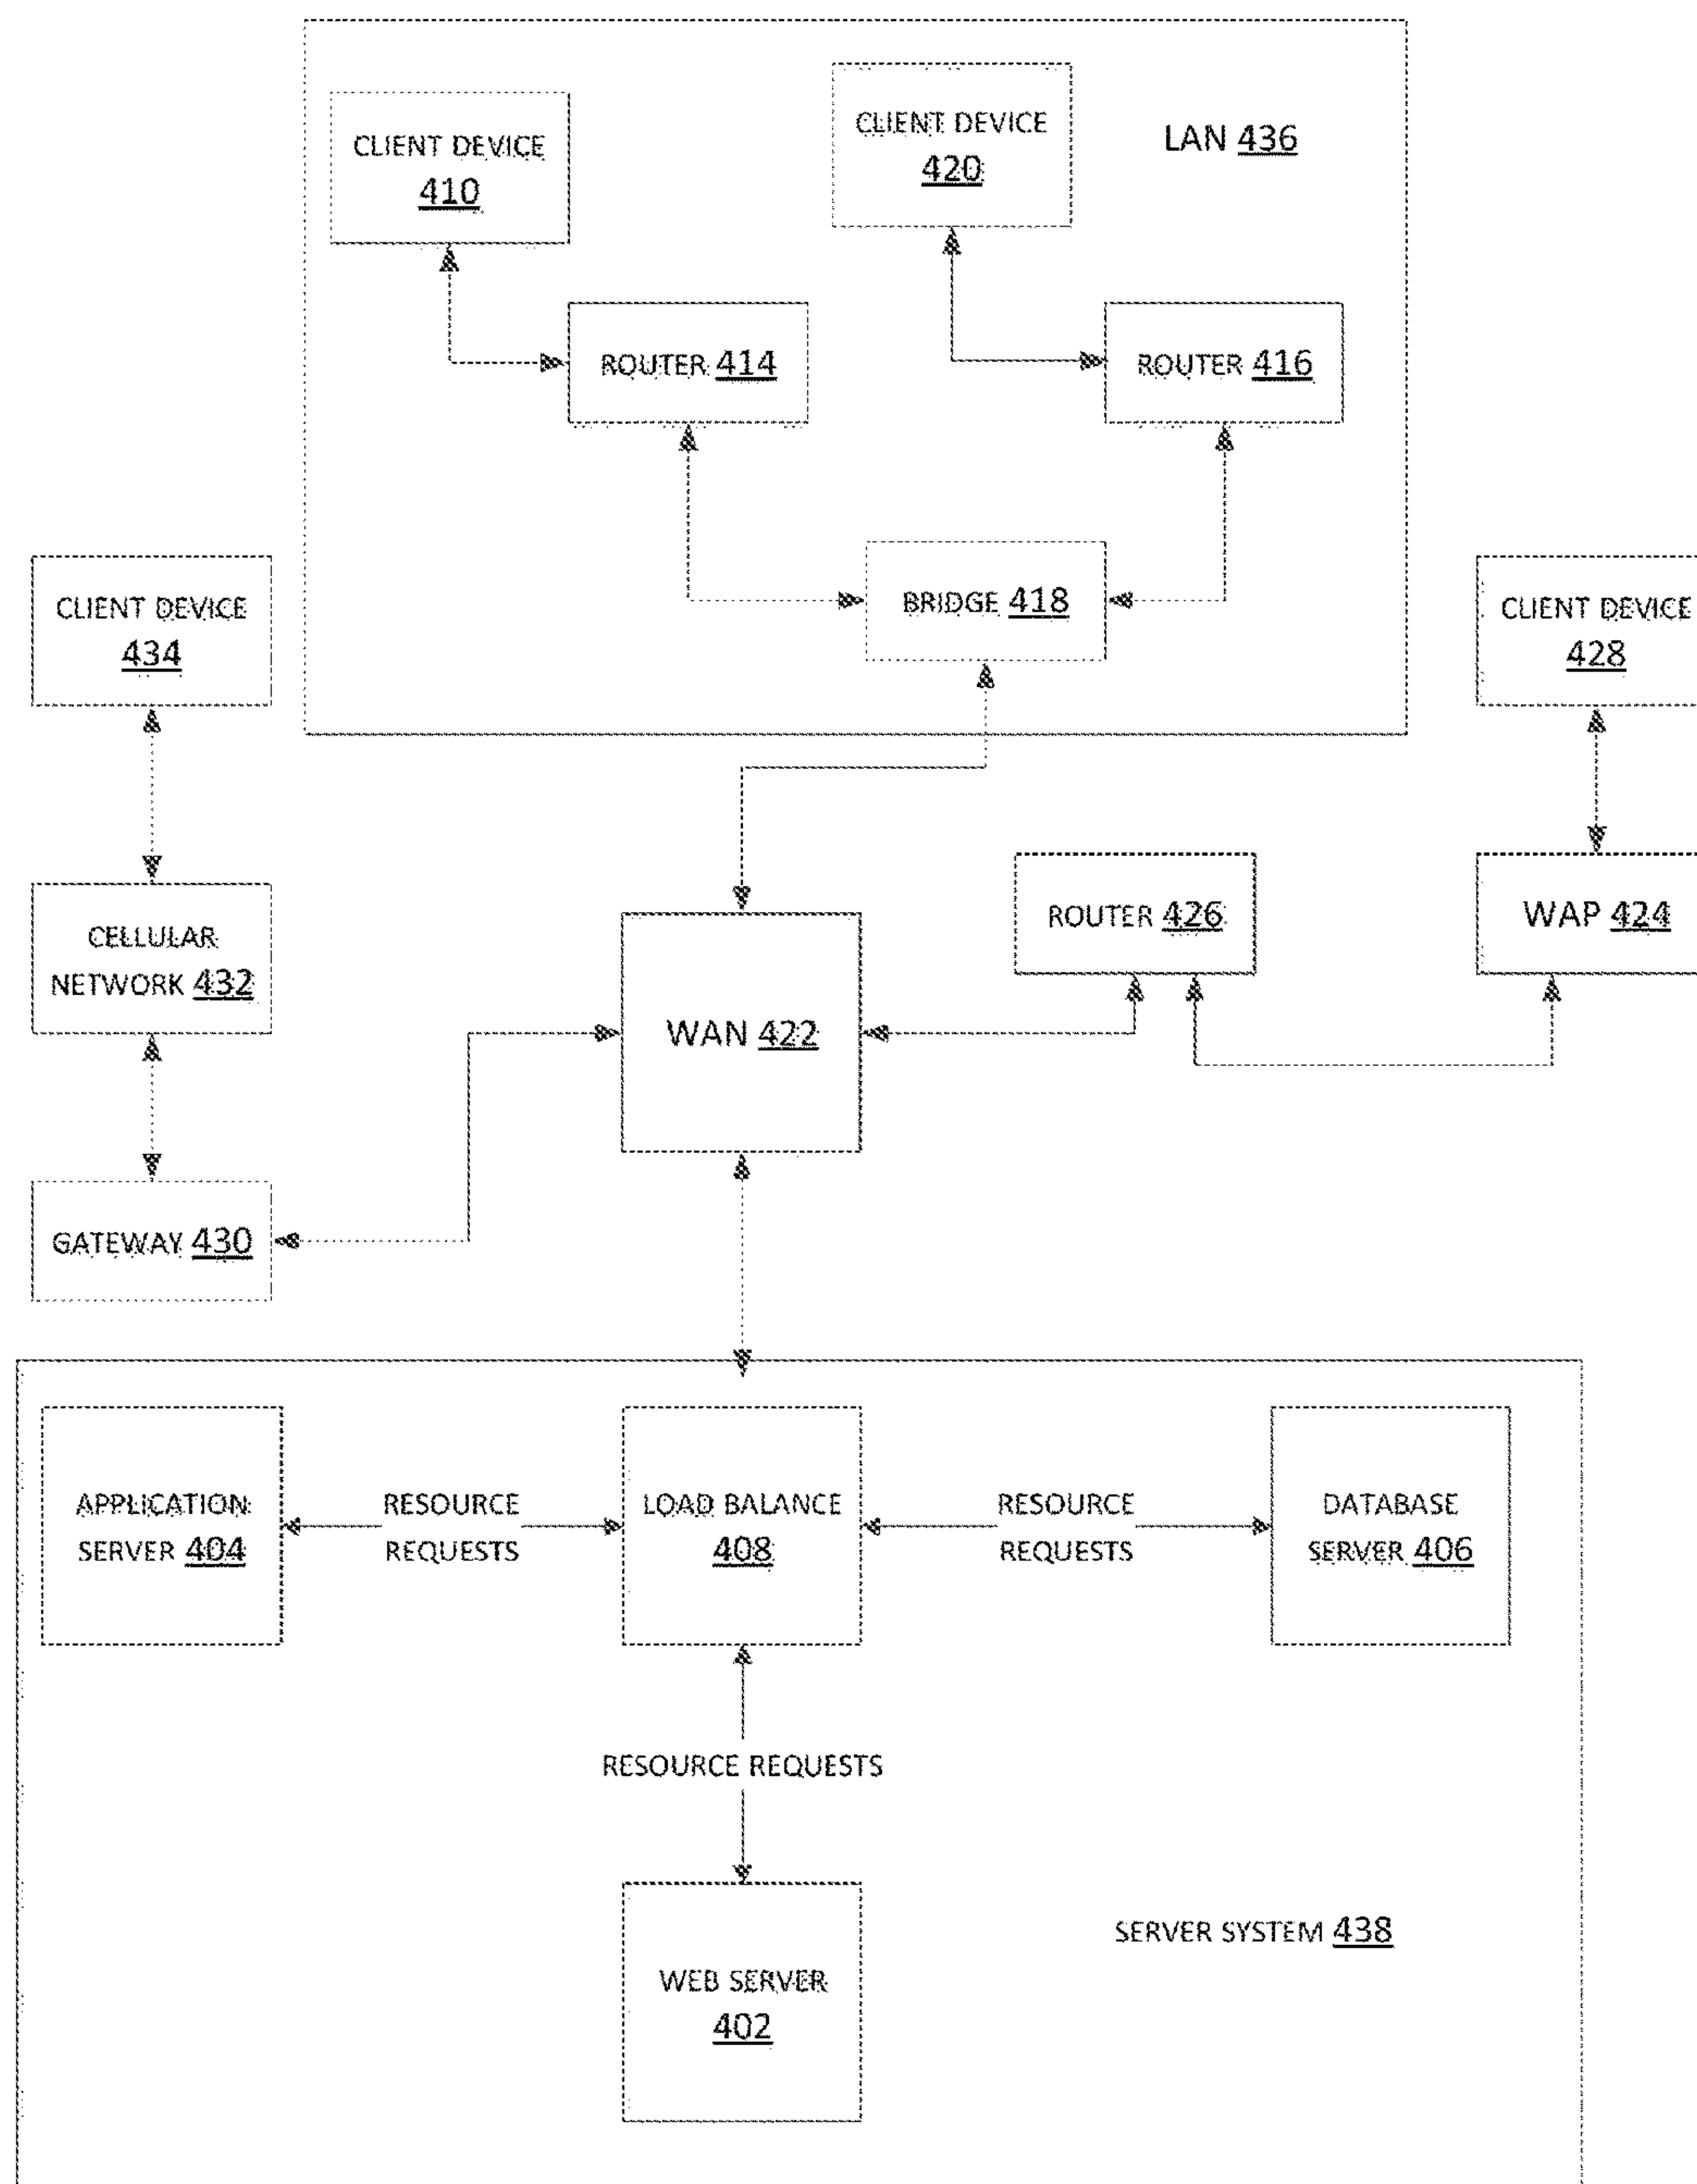 CLIENT DEVICE
410
CLIENT DEVICE
420
LAN 436
ROUTER 414
ROUTER 416
BRIDGE 418
CLIENT DEVICE
434
CLIENT DEVICE
428
CELLULAR
NETWORK 432
WAN 422
ROUTER 426
WAP 424
GATEWAY 430
APPLICATION
SERVER 404
RESOURCE
REQUESTS
LOAD BALANCE
408
RESOURCE
REQUESTS
DATABASE
SERVER 406
RESOURCE REQUESTS
WEB SERVER
402
SERVER SYSTEM 438